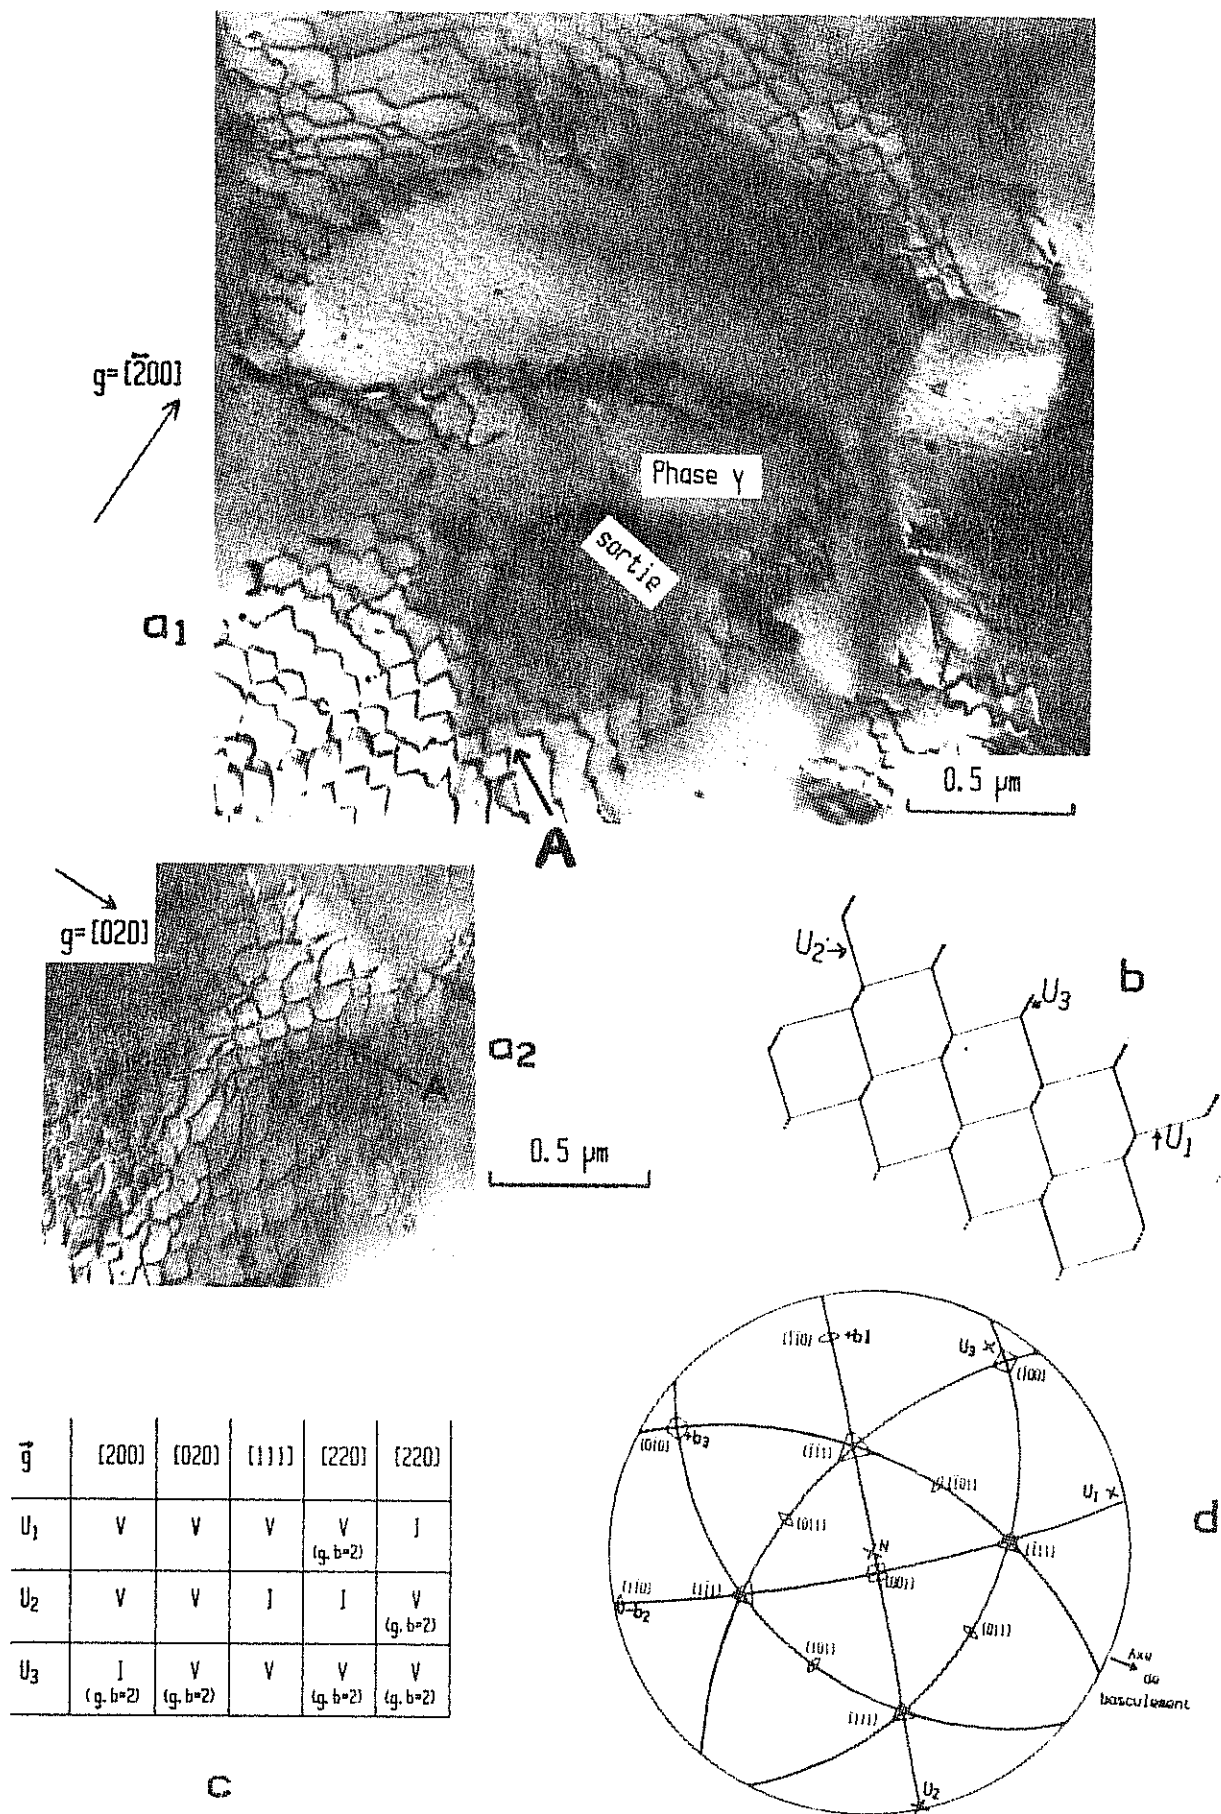 g=[2̄00]
Phase γ
sortie
a1
A
0.5 µm
g=[020]
a2
A
0.5 µm
U2
U3
U1
b
g⃗ [200] [020] [111] [220] [220]
U1 V V V V (g.b=2) I
U2 V V I I V (g.b=2)
U3 I (g.b=2) V (g.b=2) V V (g.b=2) V (g.b=2)
c
+b1
U3
(100)
(010)
+b3
(111)
(101)
U1
d
(011)
N
(001)
(111)
(110)
-b2
(111)
(011)
(101)
(111)
U2
Axe
de
basculement